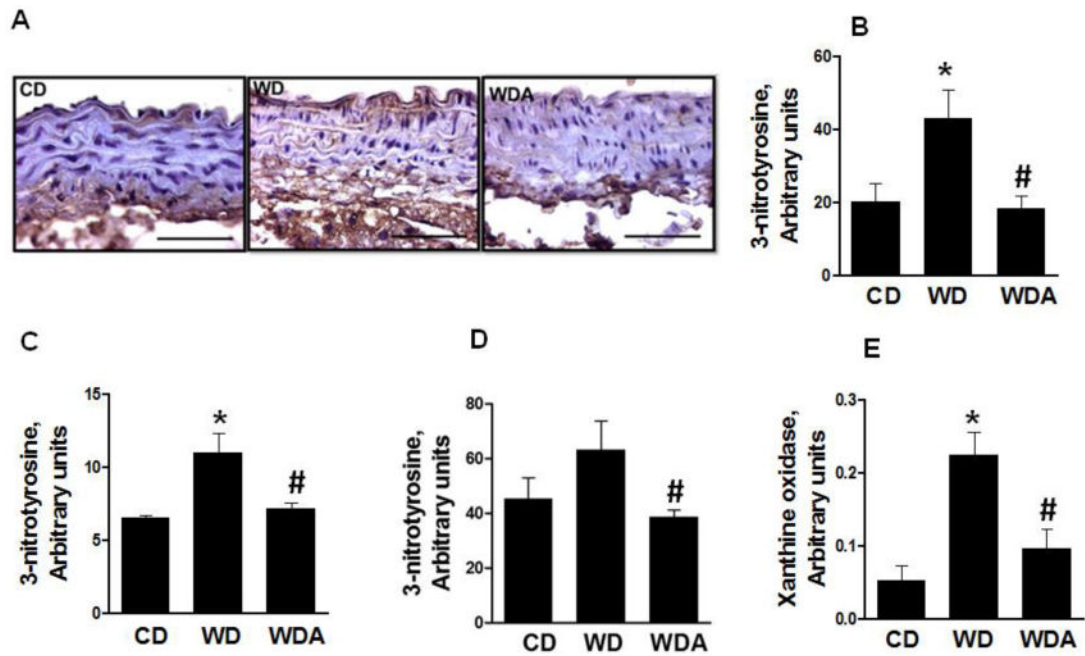 A
CD
WD
WDA
B
3-nitrotyrosine,
Arbitrary units
60
40
20
0
*
#
CD WD WDA
C
3-nitrotyrosine,
Arbitrary units
15
10
5
0
*
#
CD WD WDA
D
3-nitrotyrosine,
Arbitrary units
80
60
40
20
0
#
CD WD WDA
E
Xanthine oxidase,
Arbitrary units
0.3
0.2
0.1
0.0
*
#
CD WD WDA